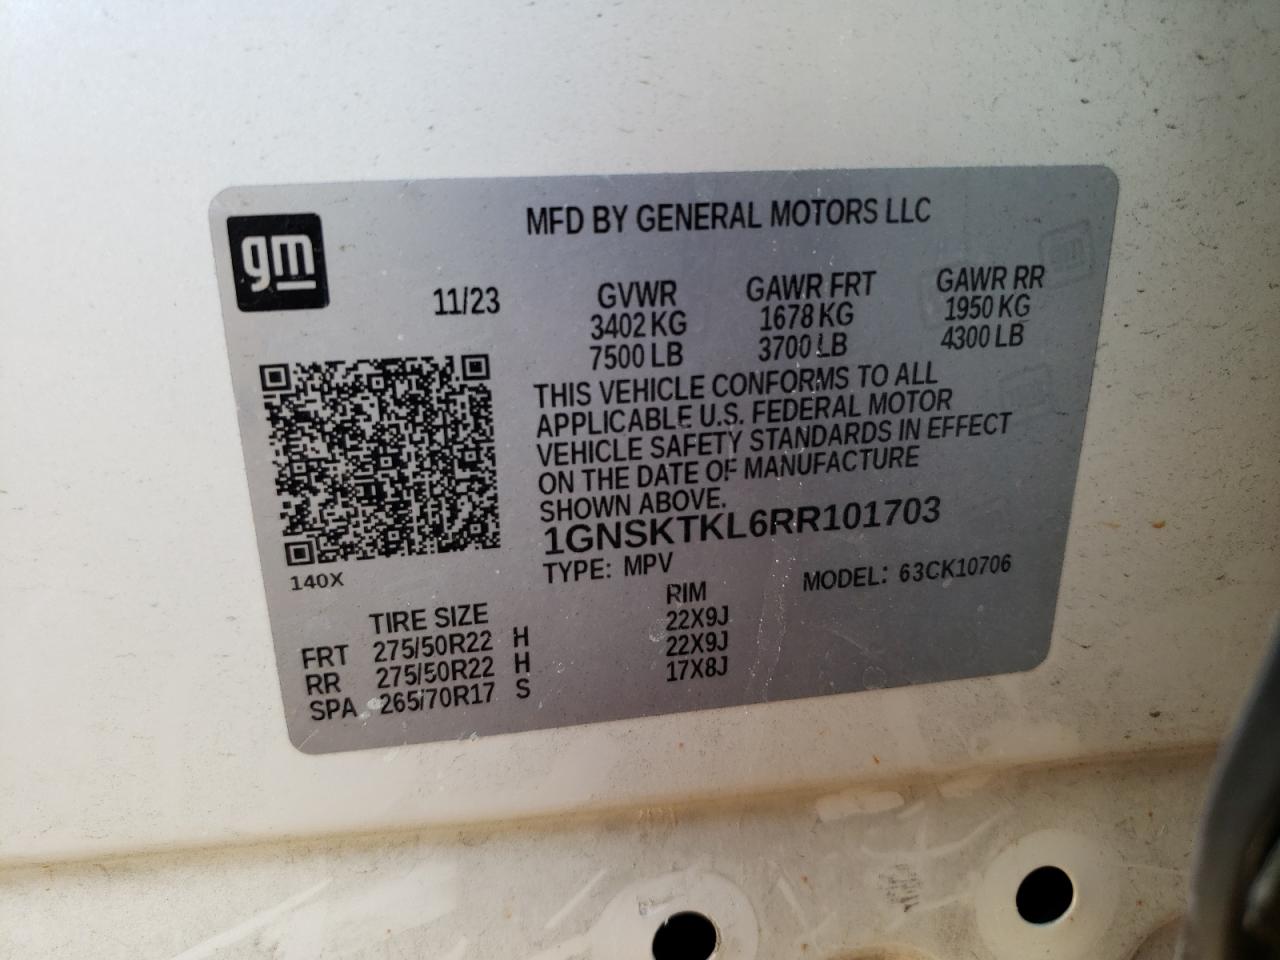 gm
MFD BY GENERAL MOTORS LLC
11/23
GVWR GAWR FRT GAWR RR
3402 KG 1678 KG 1950 KG
7500 LB 3700 LB 4300 LB
THIS VEHICLE CONFORMS TO ALL
APPLICABLE U.S. FEDERAL MOTOR
VEHICLE SAFETY STANDARDS IN EFFECT
ON THE DATE OF MANUFACTURE
SHOWN ABOVE.
1GNSKTKL6RR101703
TYPE: MPV MODEL: 63CK10706
140X
TIRE SIZE RIM
FRT 275/50R22 H 22X9J
RR 275/50R22 H 22X9J
SPA 265/70R17 S 17X8J